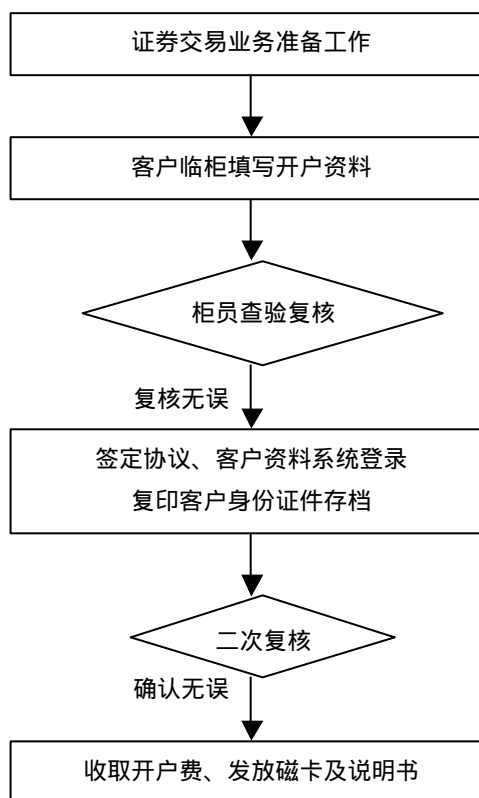 证券交易业务准备工作
客户临柜填写开户资料
柜员查验复核
复核无误
签定协议、客户资料系统登录
复印客户身份证件存档
二次复核
确认无误
收取开户费、发放磁卡及说明书